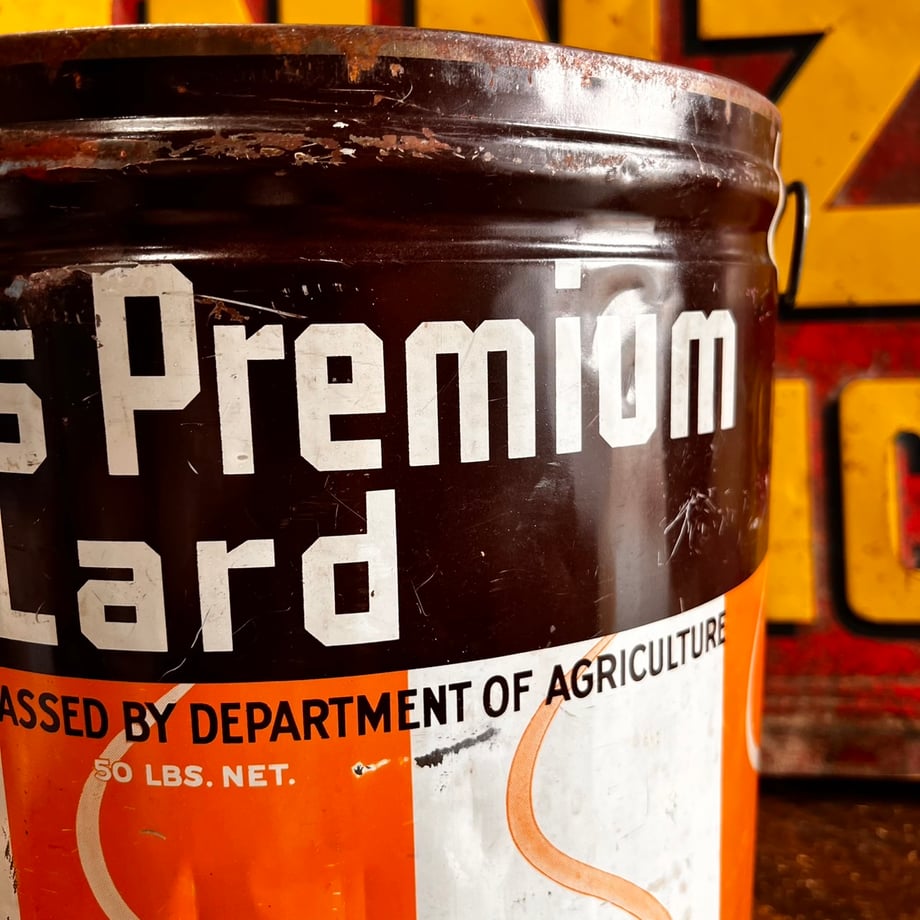 s Premium
Lard
ASSED BY DEPARTMENT OF AGRICULTURE
50 LBS. NET.